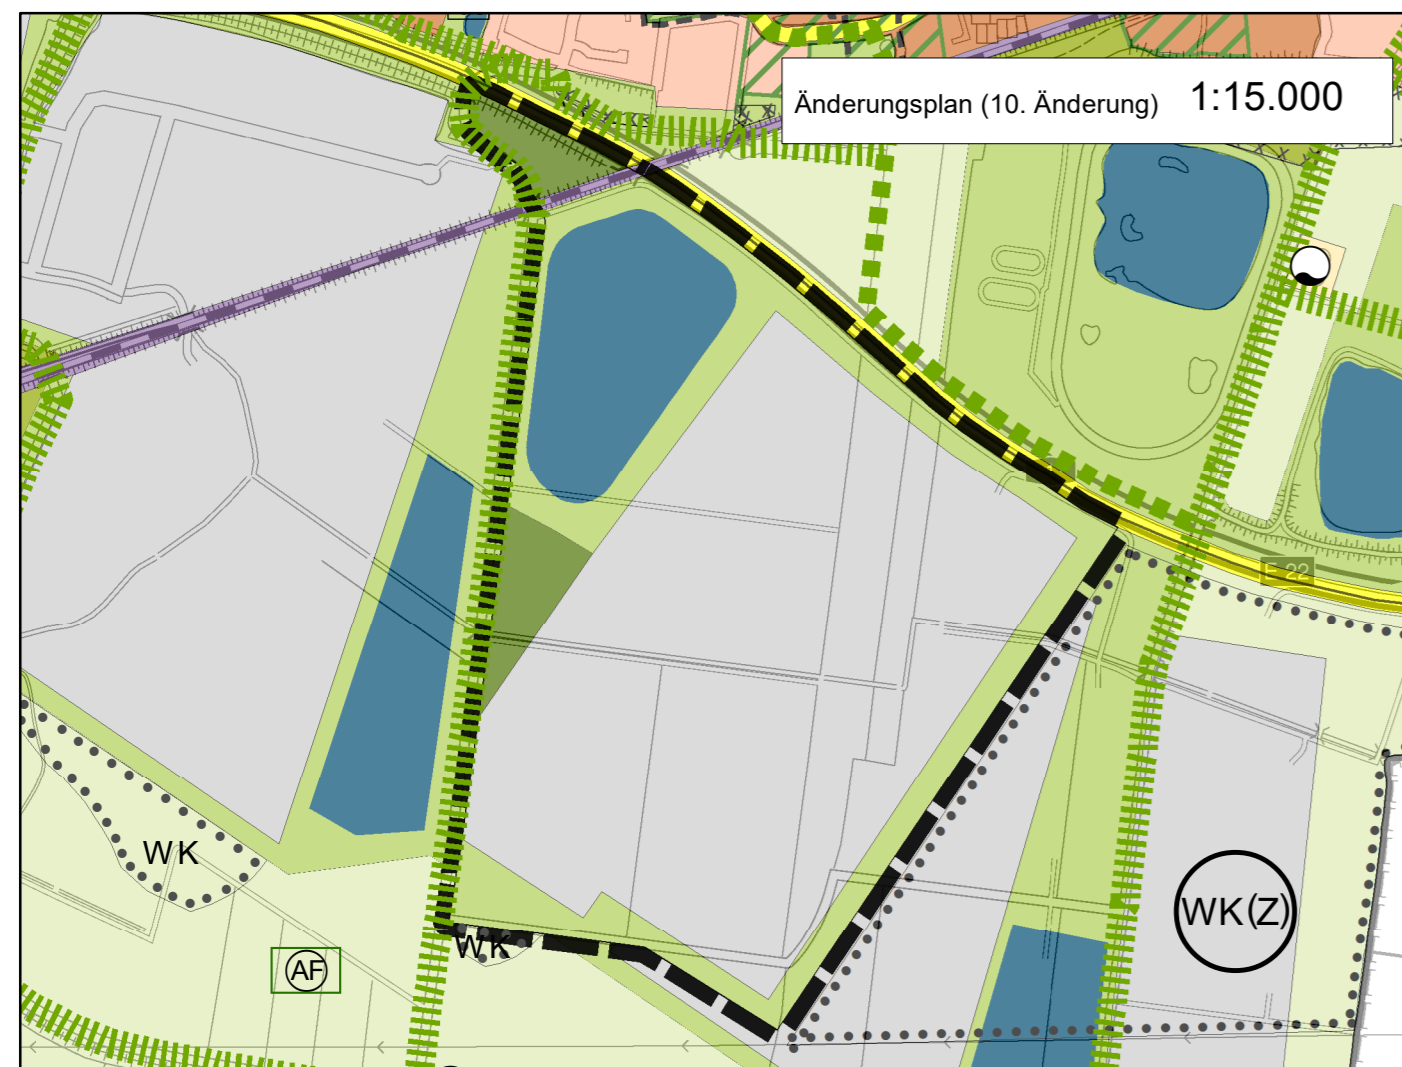 Änderungsplan (10. Änderung) 1:15.000
E 22
WK
WK(Z)
WK
AF